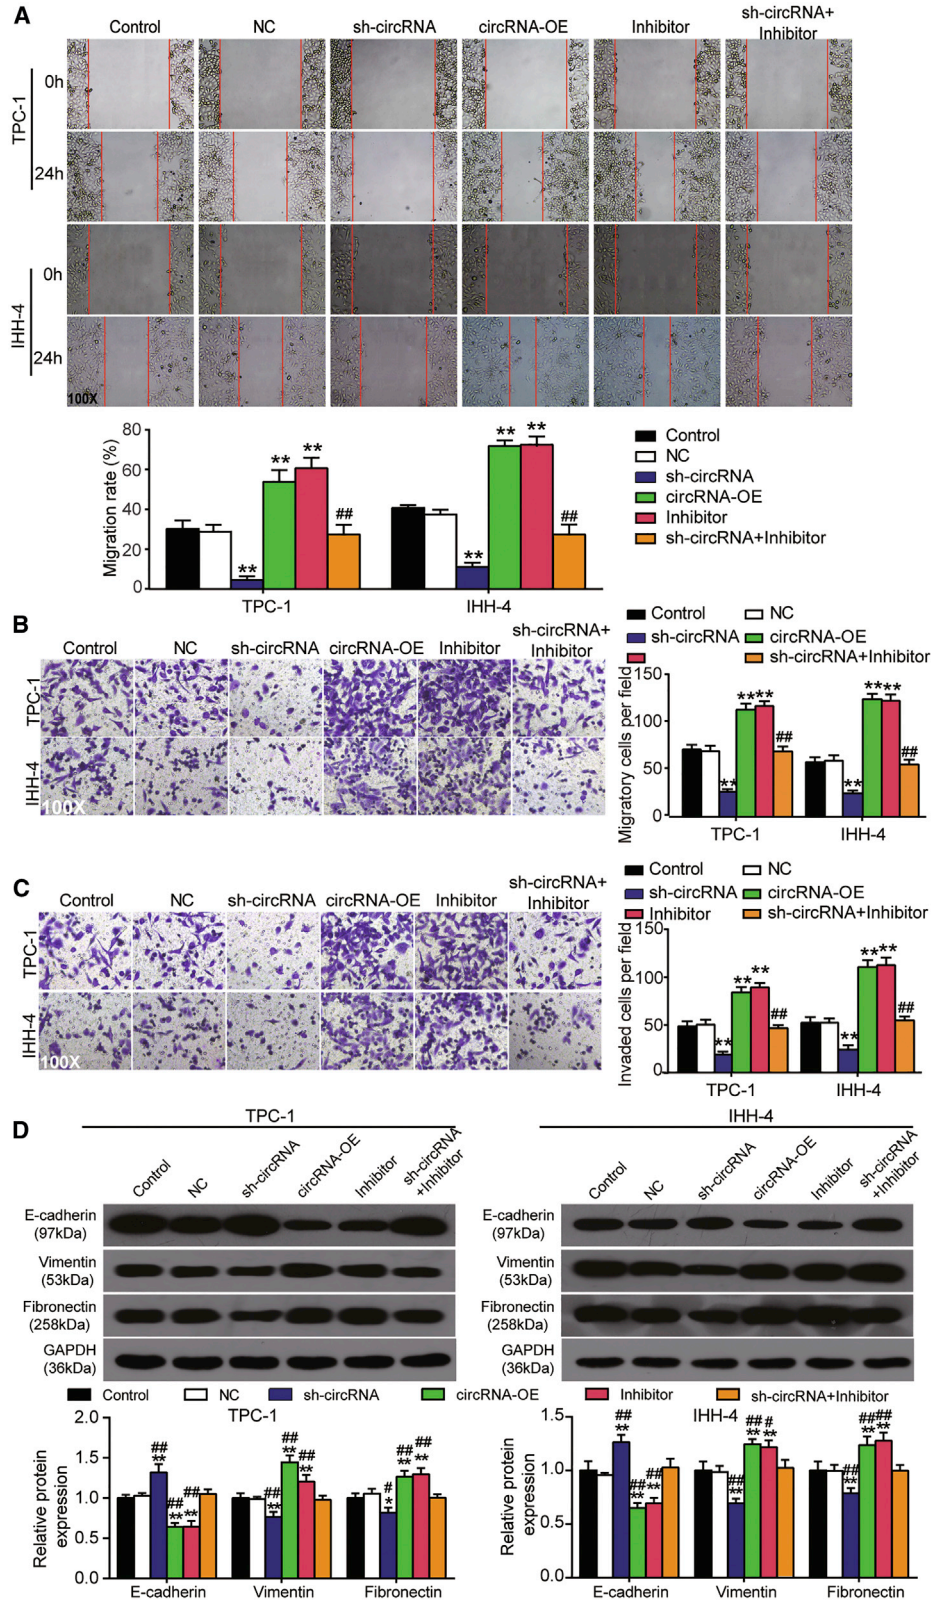 A
Control
NC
sh-circRNA
circRNA-OE
Inhibitor
sh-circRNA+
Inhibitor
TPC-1
0h
24h
IHH-4
0h
24h
100X
Migration rate (%)
80
60
40
20
0
** ** ** ##
** ** ** ##
TPC-1
IHH-4
Control
NC
sh-circRNA
circRNA-OE
Inhibitor
sh-circRNA+Inhibitor
B
Control
NC
sh-circRNA
circRNA-OE
Inhibitor
sh-circRNA+
Inhibitor
TPC-1
IHH-4
100X
Control
NC
sh-circRNA
circRNA-OE
sh-circRNA+Inhibitor
Migratory cells per field
150
100
50
0
** ** ** ##
** ** ** ##
TPC-1
IHH-4
C
Control
NC
sh-circRNA
circRNA-OE
Inhibitor
sh-circRNA+
Inhibitor
TPC-1
IHH-4
100X
Control
NC
sh-circRNA
circRNA-OE
Inhibitor
sh-circRNA+Inhibitor
Invaded cells per field
150
100
50
0
** ** ** ##
** ** ** ##
TPC-1
IHH-4
D
TPC-1
Control
NC
sh-circRNA
circRNA-OE
Inhibitor
sh-circRNA
+Inhibitor
E-cadherin
(97kDa)
Vimentin
(53kDa)
Fibronectin
(258kDa)
GAPDH
(36kDa)
IHH-4
Control
NC
sh-circRNA
circRNA-OE
Inhibitor
sh-circRNA
+Inhibitor
E-cadherin
(97kDa)
Vimentin
(53kDa)
Fibronectin
(258kDa)
GAPDH
(36kDa)
Control
NC
sh-circRNA
circRNA-OE
Inhibitor
sh-circRNA+Inhibitor
TPC-1
Relative protein
expression
2.0
1.5
1.0
0.5
0.0
## ## ## ## ## ## # ## ##
** ** ** ** ** ** * ** **
E-cadherin
Vimentin
Fibronectin
IHH-4
Relative protein
expression
1.5
1.0
0.5
0.0
## ## ## ## ## # ## ## ##
** ** ** ** ** ** ** ** **
E-cadherin
Vimentin
Fibronectin